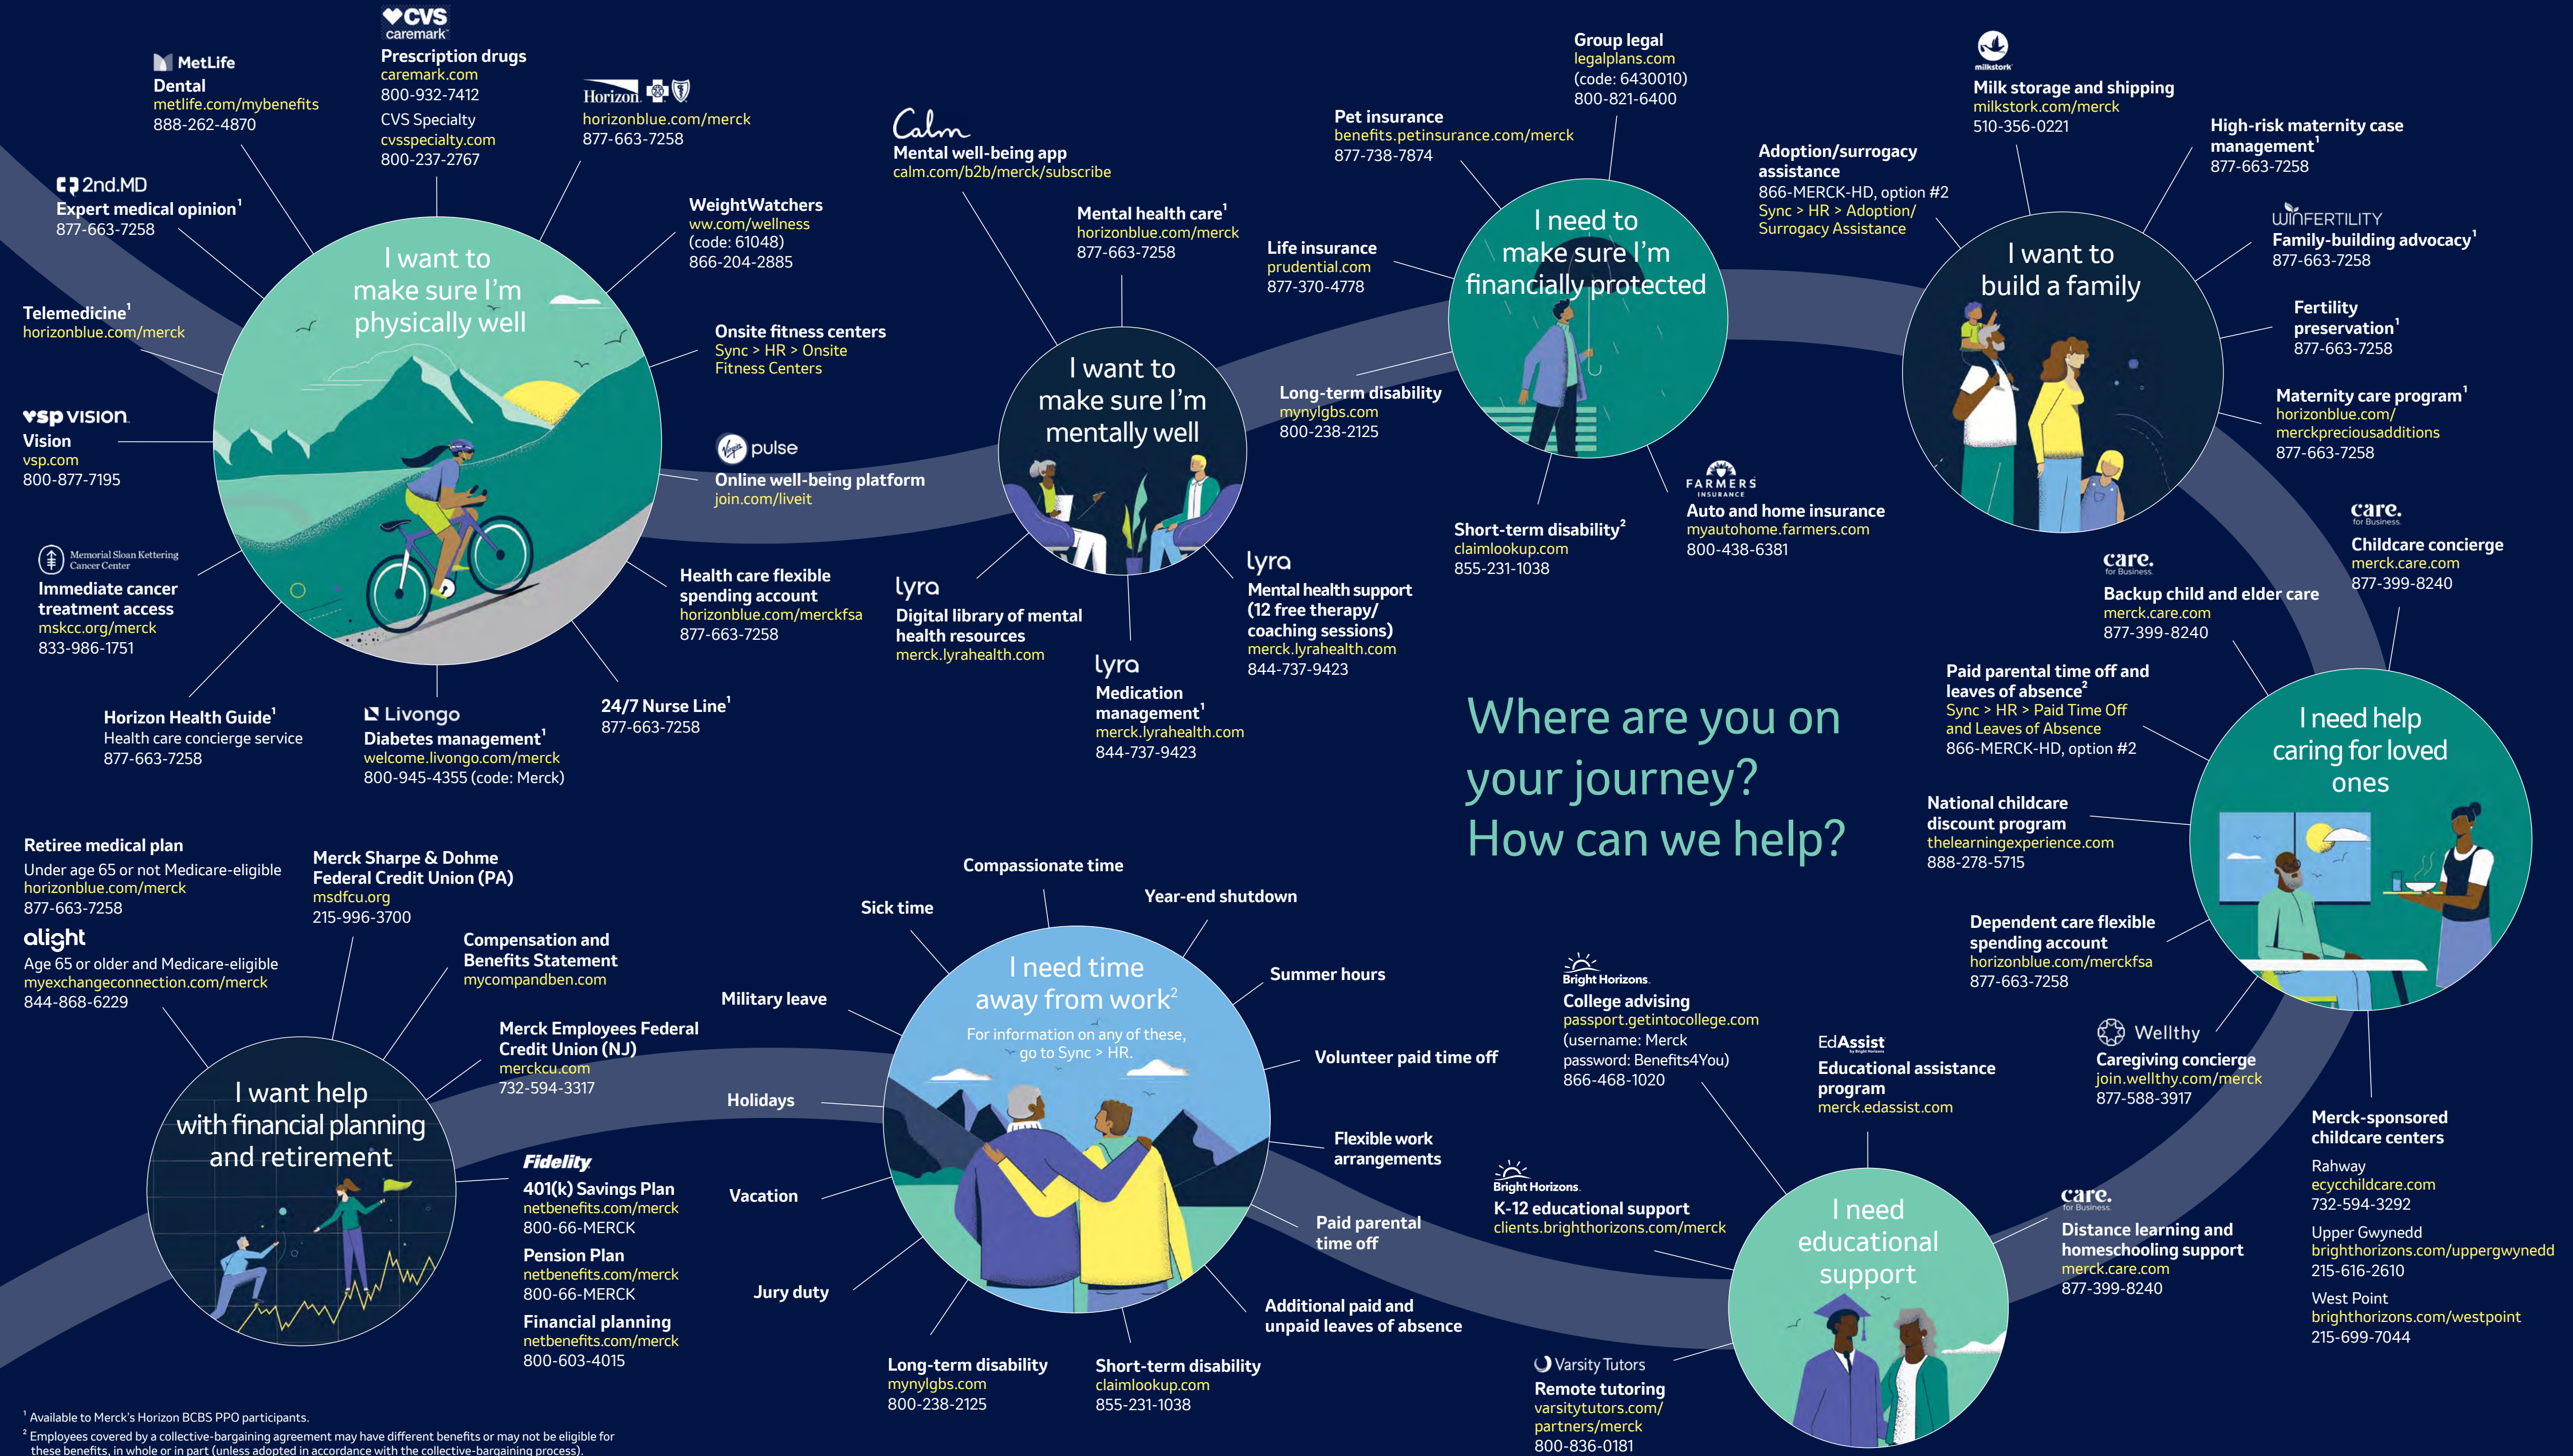 MetLife
Dental
metlife.com/mybenefits
888-262-4870
CVS
caremark
Prescription drugs
caremark.com
800-932-7412
CVS Specialty
cvsspecialty.com
800-237-2767
Horizon
horizonblue.com/merck
877-663-7258
2nd.MD
Expert medical opinion¹
877-663-7258
WeightWatchers
ww.com/wellness
(code: 61048)
866-204-2885
Telemedicine¹
horizonblue.com/merck
I want to
make sure I'm
physically well
Onsite fitness centers
Sync > HR > Onsite
Fitness Centers
vsp vision
Vision
vsp.com
800-877-7195
Virgin pulse
Online well-being platform
join.com/liveit
Memorial Sloan Kettering
Cancer Center
Immediate cancer
treatment access
mskcc.org/merck
833-986-1751
Health care flexible
spending account
horizonblue.com/merckfsa
877-663-7258
Horizon Health Guide¹
Health care concierge service
877-663-7258
Livongo
Diabetes management¹
welcome.livongo.com/merck
800-945-4355 (code: Merck)
24/7 Nurse Line¹
877-663-7258
Calm
Mental well-being app
calm.com/b2b/merck/subscribe
Mental health care¹
horizonblue.com/merck
877-663-7258
I want to
make sure I'm
mentally well
lyra
Digital library of mental
health resources
merck.lyrahealth.com
lyra
Medication
management¹
merck.lyrahealth.com
844-737-9423
lyra
Mental health support
(12 free therapy/
coaching sessions)
merck.lyrahealth.com
844-737-9423
Group legal
legalplans.com
(code: 6430010)
800-821-6400
Pet insurance
benefits.petinsurance.com/merck
877-738-7874
Life insurance
prudential.com
877-370-4778
I need to
make sure I'm
financially protected
Long-term disability
mynylgbs.com
800-238-2125
Short-term disability²
claimlookup.com
855-231-1038
FARMERS
INSURANCE
Auto and home insurance
myautohome.farmers.com
800-438-6381
milkstork
Milk storage and shipping
milkstork.com/merck
510-356-0221
Adoption/surrogacy
assistance
866-MERCK-HD, option #2
Sync > HR > Adoption/
Surrogacy Assistance
High-risk maternity case
management¹
877-663-7258
WINFERTILITY
Family-building advocacy¹
877-663-7258
I want to
build a family
Fertility
preservation¹
877-663-7258
Maternity care program¹
horizonblue.com/
merckpreciousadditions
877-663-7258
care.
for Business.
Childcare concierge
merck.care.com
877-399-8240
care.
for Business.
Backup child and elder care
merck.care.com
877-399-8240
Paid parental time off and
leaves of absence²
Sync > HR > Paid Time Off
and Leaves of Absence
866-MERCK-HD, option #2
I need help
caring for loved
ones
National childcare
discount program
thelearningexperience.com
888-278-5715
Dependent care flexible
spending account
horizonblue.com/merckfsa
877-663-7258
Wellthy
Caregiving concierge
join.wellthy.com/merck
877-588-3917
Merck-sponsored
childcare centers
Rahway
ecycchildcare.com
732-594-3292
Upper Gwynedd
brighthorizons.com/uppergwynedd
215-616-2610
West Point
brighthorizons.com/westpoint
215-699-7044
Where are you on
your journey?
How can we help?
Bright Horizons.
College advising
passport.getintocollege.com
(username: Merck
password: Benefits4You)
866-468-1020
EdAssist
by Bright Horizons
Educational assistance
program
merck.edassist.com
Bright Horizons.
K-12 educational support
clients.brighthorizons.com/merck
I need
educational
support
care.
for Business.
Distance learning and
homeschooling support
merck.care.com
877-399-8240
Varsity Tutors
Remote tutoring
varsitytutors.com/
partners/merck
800-836-0181
Compassionate time
Year-end shutdown
Sick time
Summer hours
Military leave
I need time
away from work²
For information on any of these,
go to Sync > HR.
Volunteer paid time off
Holidays
Flexible work
arrangements
Vacation
Paid parental
time off
Jury duty
Additional paid and
unpaid leaves of absence
Long-term disability
mynylgbs.com
800-238-2125
Short-term disability
claimlookup.com
855-231-1038
Retiree medical plan
Under age 65 or not Medicare-eligible
horizonblue.com/merck
877-663-7258
alight
Age 65 or older and Medicare-eligible
myexchangeconnection.com/merck
844-868-6229
Merck Sharpe & Dohme
Federal Credit Union (PA)
msdfcu.org
215-996-3700
Compensation and
Benefits Statement
mycompandben.com
Merck Employees Federal
Credit Union (NJ)
merckcu.com
732-594-3317
I want help
with financial planning
and retirement
Fidelity
401(k) Savings Plan
netbenefits.com/merck
800-66-MERCK
Pension Plan
netbenefits.com/merck
800-66-MERCK
Financial planning
netbenefits.com/merck
800-603-4015
¹ Available to Merck's Horizon BCBS PPO participants.
² Employees covered by a collective-bargaining agreement may have different benefits or may not be eligible for
these benefits, in whole or in part (unless adopted in accordance with the collective-bargaining process).